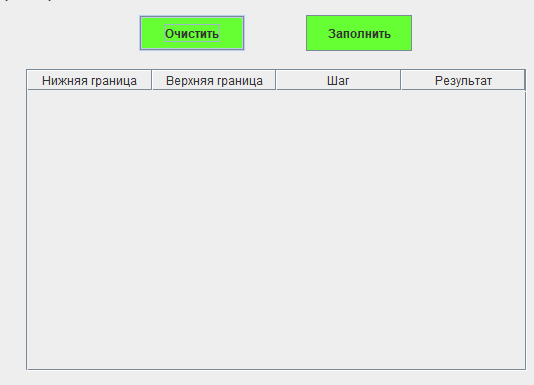 Очистить
Заполнить
Нижняя граница
Верхняя граница
Шаг
Результат